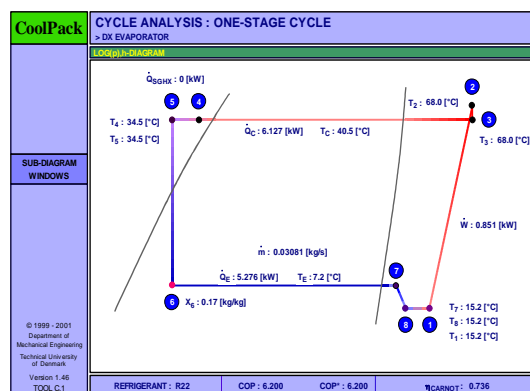 CoolPack
CYCLE ANALYSIS : ONE-STAGE CYCLE
> DX EVAPORATOR
LOG(p),h-DIAGRAM
SUB-DIAGRAM
WINDOWS
Q̇SGHX : 0 [kW]
5
4
2
3
T2 : 68.0 [°C]
T4 : 34.5 [°C]
T5 : 34.5 [°C]
Q̇C : 6.127 [kW]
TC : 40.5 [°C]
T3 : 68.0 [°C]
Ẇ : 0.851 [kW]
ṁ : 0.03081 [kg/s]
Q̇E : 5.276 [kW]
TE : 7.2 [°C]
7
6
X6 : 0.17 [kg/kg]
8
1
T7 : 15.2 [°C]
T8 : 15.2 [°C]
T1 : 15.2 [°C]
© 1999 - 2001
Department of
Mechanical Engineering
Technical University
of Denmark
Version 1.46
TOOL C.1
REFRIGERANT : R22
COP : 6.200
COP* : 6.200
ηCARNOT : 0.736